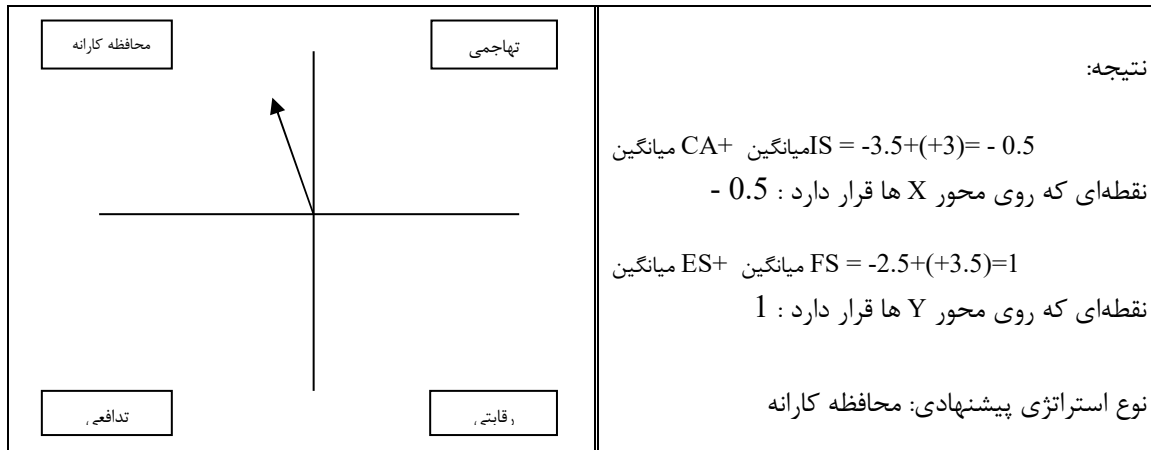 محافظه کارانه
تهاجمی
تدافعی
رقابتی
نتیجه:
میانگین CA+ میانگینIS = -3.5+(+3)= - 0.5
نقطه‌ای که روی محور X ها قرار دارد : 0.5 -
میانگین ES+ میانگین FS = -2.5+(+3.5)=1
نقطه‌ای که روی محور Y ها قرار دارد : 1
نوع استراتژی پیشنهادی: محافظه کارانه